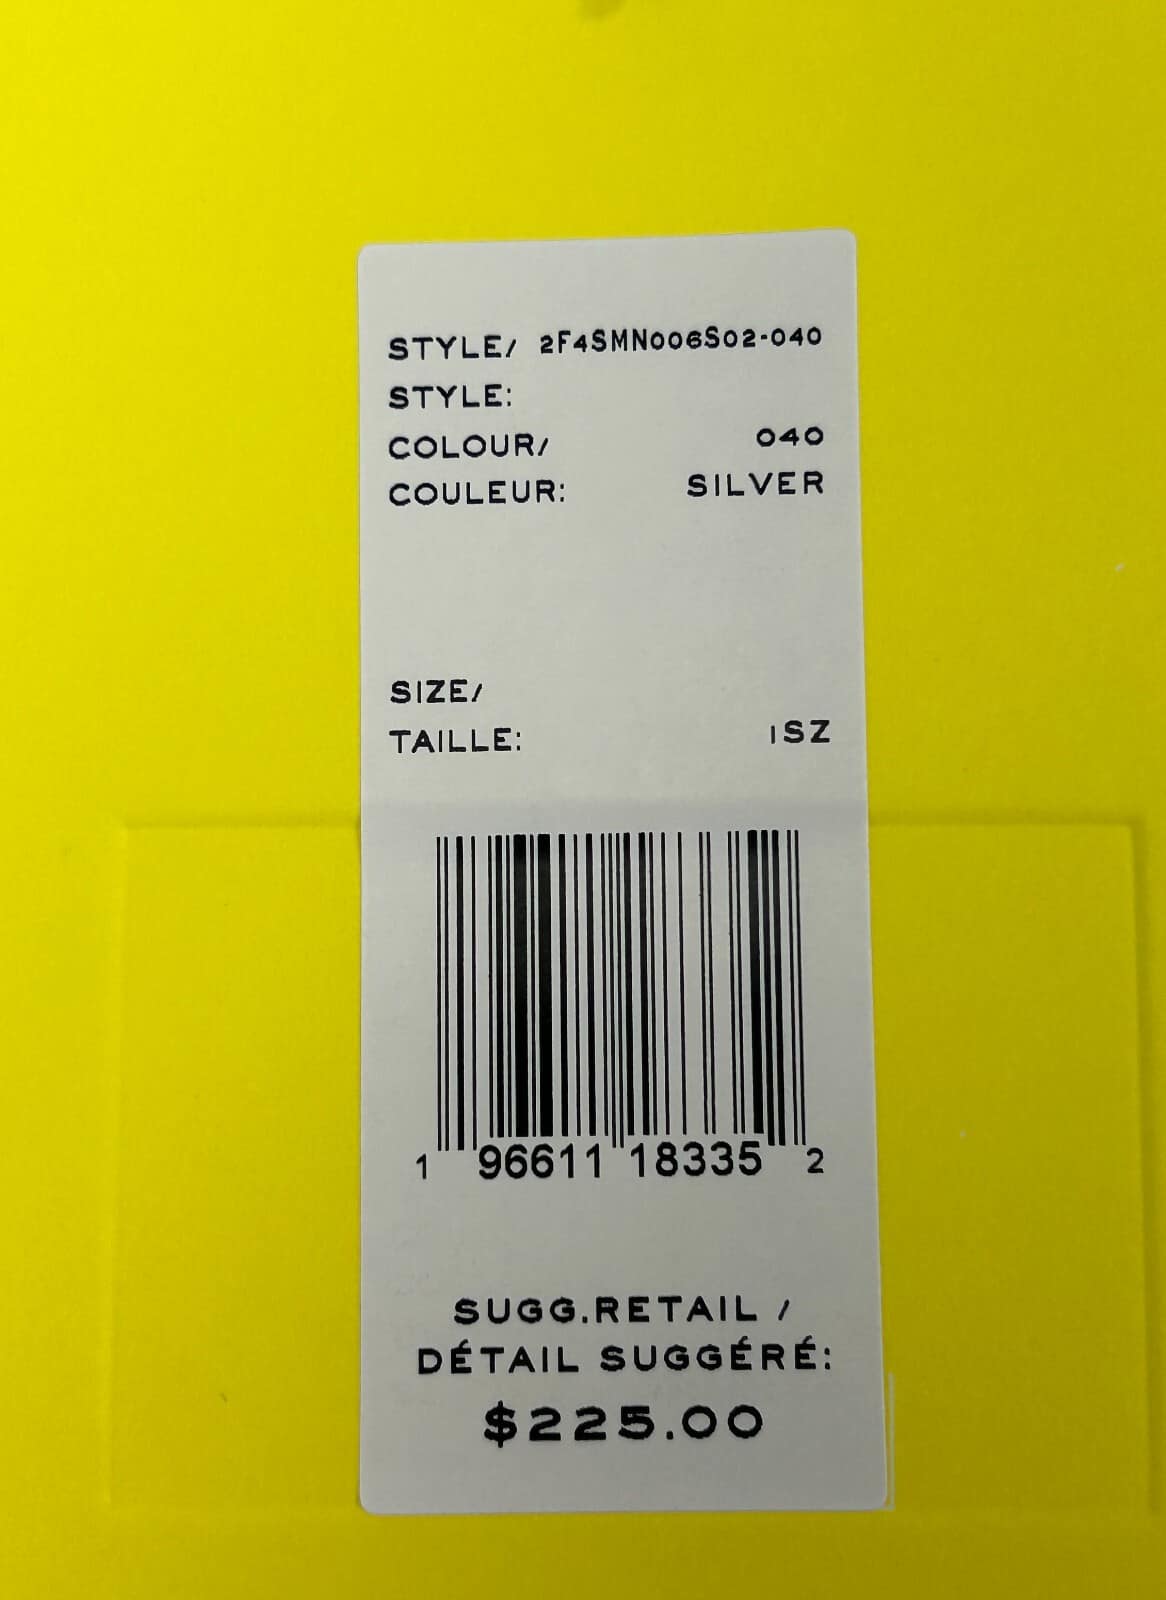 STYLE/ 2F4SMN006S02-040
STYLE:
COLOUR/ 040
COULEUR: SILVER
SIZE/
TAILLE: 1SZ
1 96611 18335 2
SUGG.RETAIL /
DÉTAIL SUGGÉRÉ:
$225.00